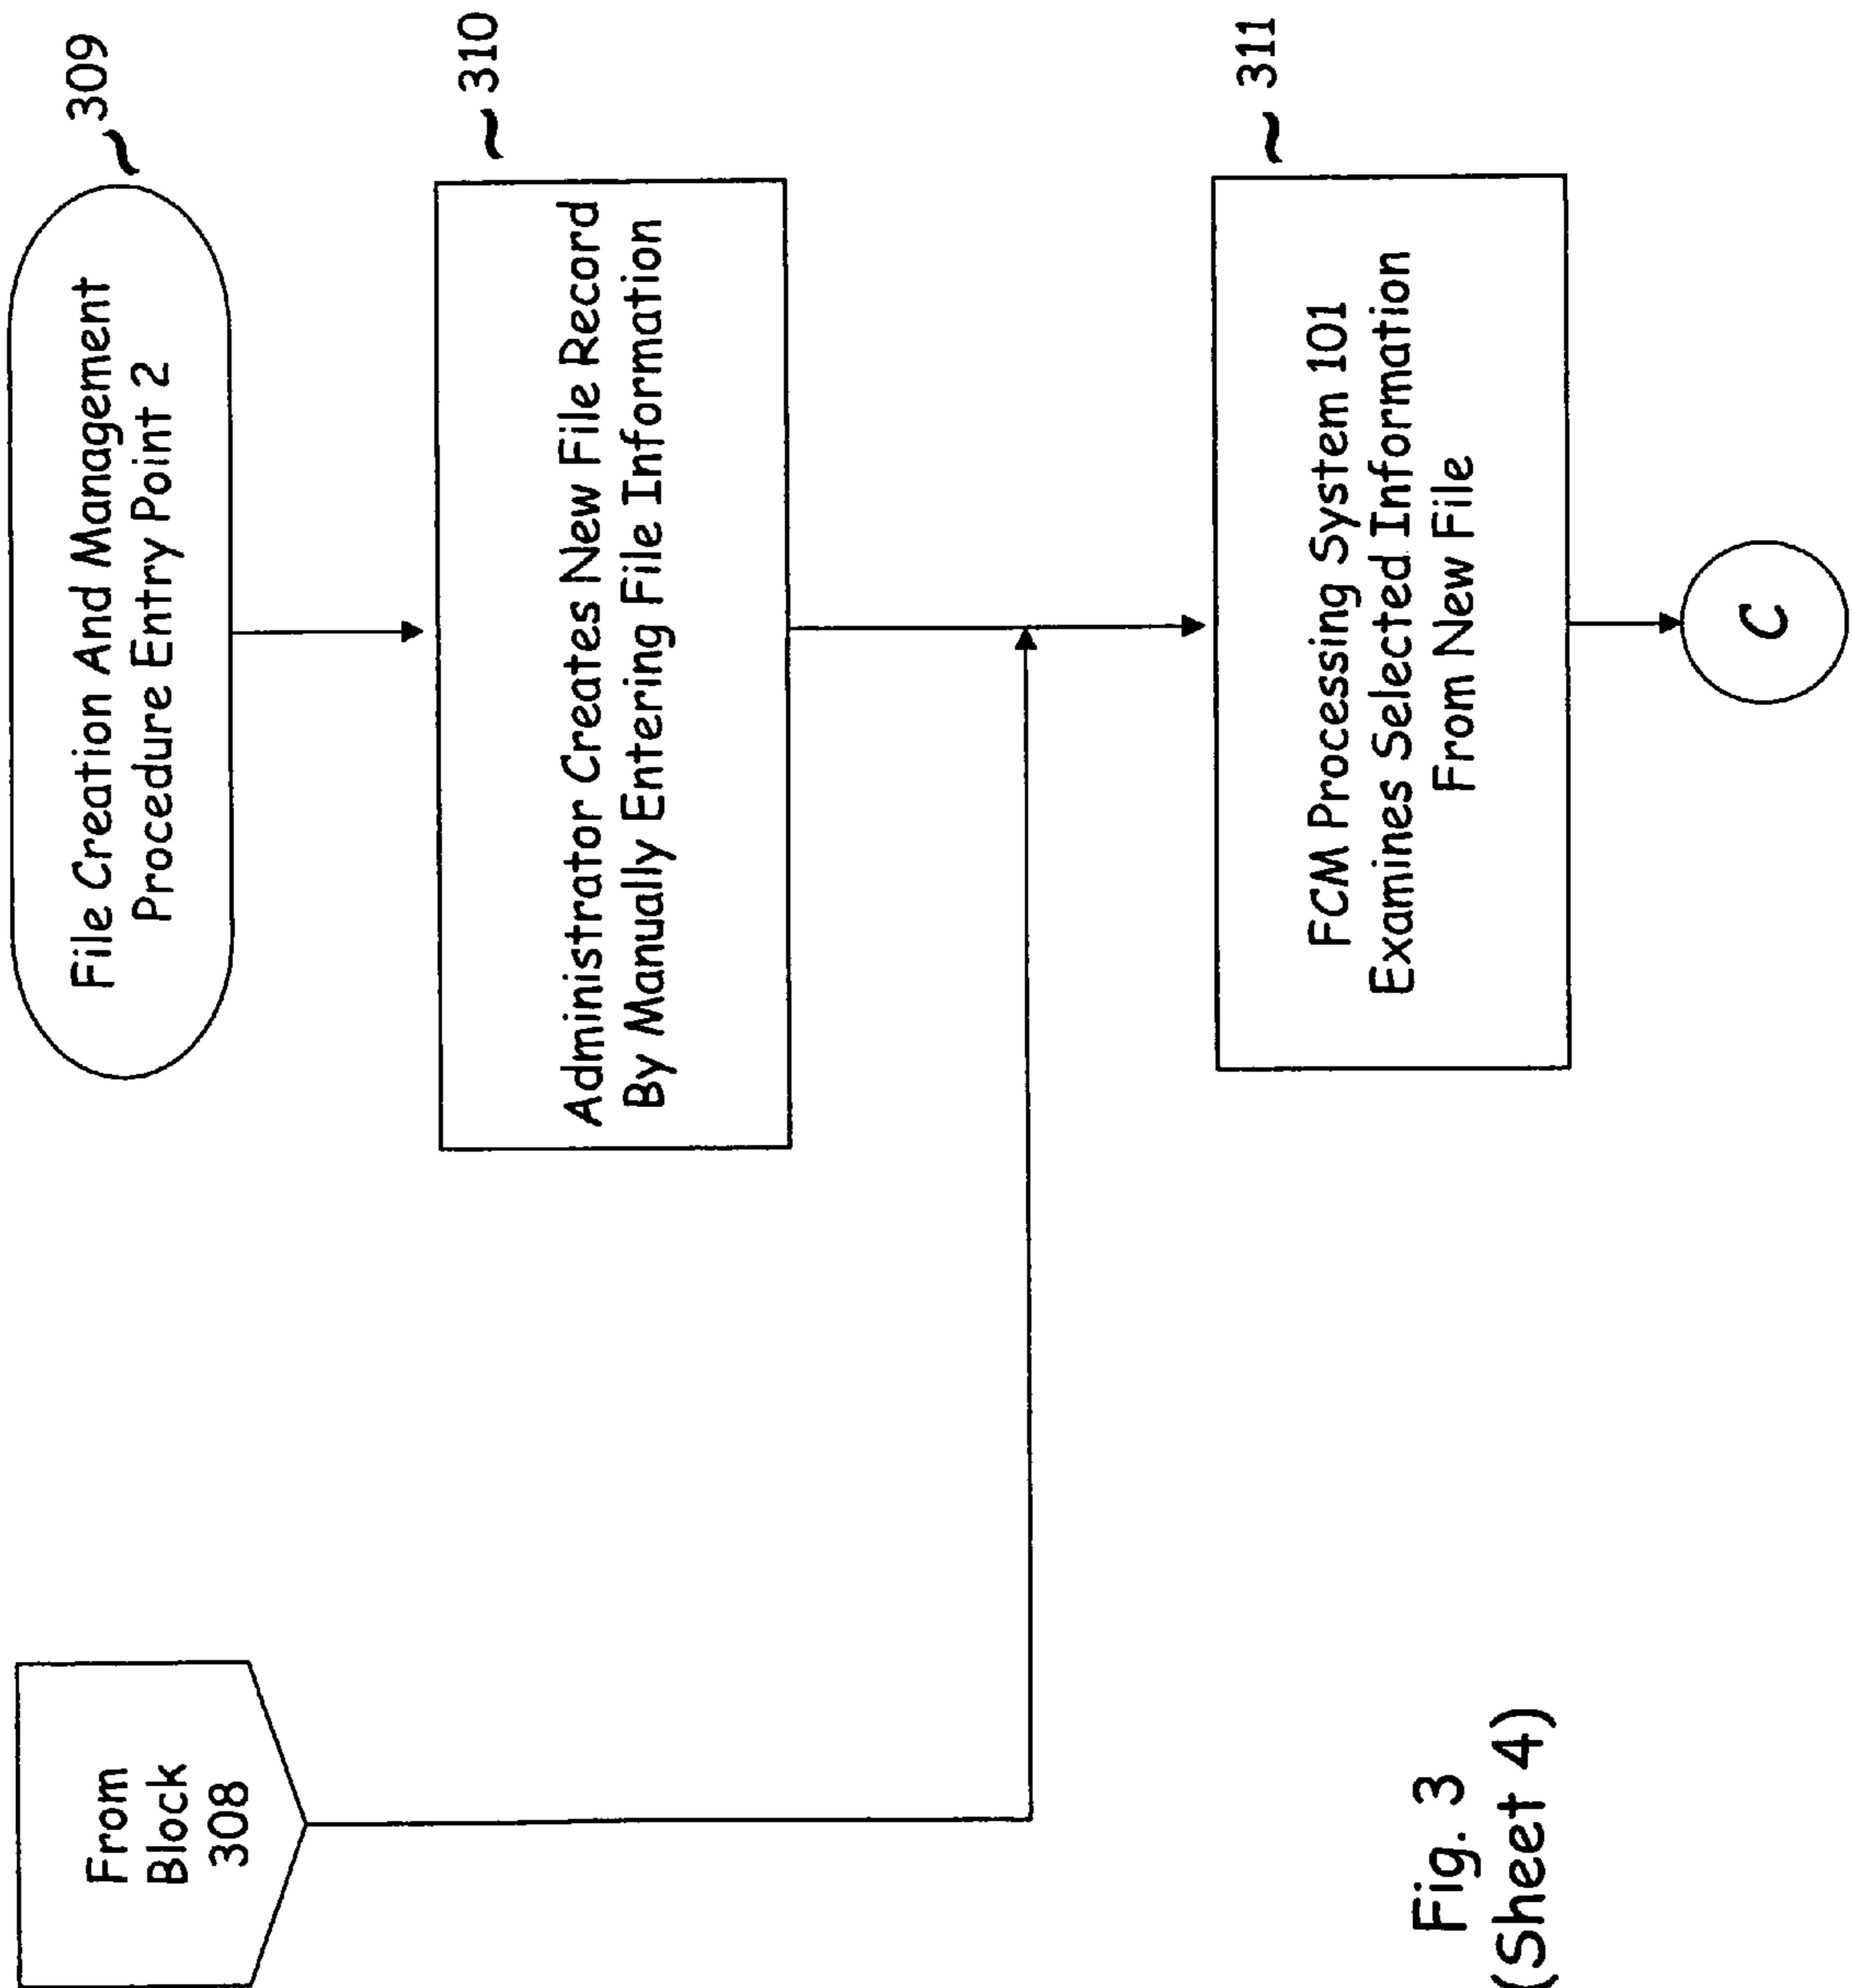 From
Block
308
File Creation And Management
Procedure Entry Point 2
~ 309
Administrator Creates New File Record
By Manually Entering File Information
~ 310
FCM Processing System 101
Examines Selected Information
From New File
~ 311
C
Fig. 3
(Sheet 4)